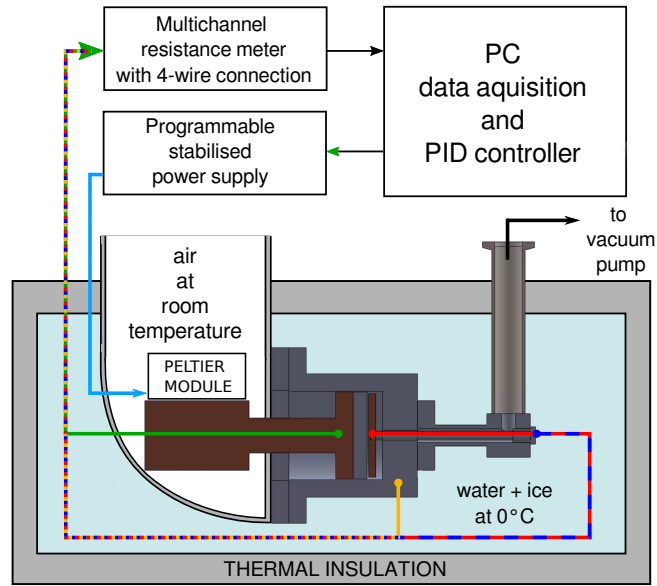 Multichannel
resistance meter
with 4-wire connection
PC
data aquisition
and
PID controller
Programmable
stabilised
power supply
to
vacuum
pump
air
at
room
temperature
PELTIER
MODULE
water + ice
at 0°C
THERMAL INSULATION